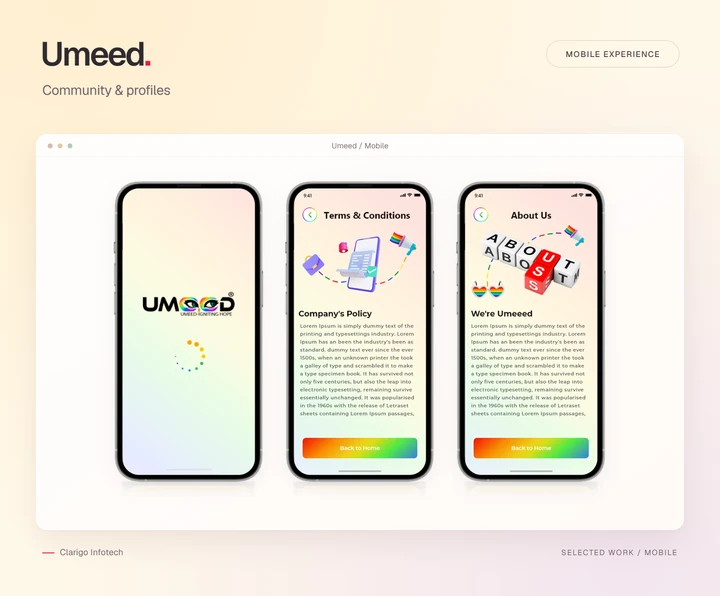 Umeed.
MOBILE EXPERIENCE
Community & profiles
Umeed / Mobile
UMEED®
UMEED-IGNITING HOPE
9:41
Terms & Conditions
Company's Policy
Lorem Ipsum is simply dummy text of the
printing and typesettings industry. Lorem
Ipsum has an been the industry's been as
standard. dummy text ever since the ever
1500s, when an unknown printer the took
a galley of type and scrambled it to make
a type specimen book. It has survived not
only five centuries, but also the leap into
electronic typesetting, remaining survive
essentially unchanged. It was popularised
in the 1960s with the release of Letraset
sheets containing Lorem Ipsum passages,
Back to Home
9:41
About Us
ABOUT
ABOUS
S
We're Umeeed
Lorem Ipsum is simply dummy text of the
printing and typesettings industry. Lorem
Ipsum has an been the industry's been as
standard. dummy text ever since the ever
1500s, when an unknown printer the took
a galley of type and scrambled it to make
a type specimen book. It has survived not
only five centuries, but also the leap into
electronic typesetting, remaining survive
essentially unchanged. It was popularised
in the 1960s with the release of Letraset
sheets containing Lorem Ipsum passages,
Back to Home
Clarigo Infotech
SELECTED WORK / MOBILE